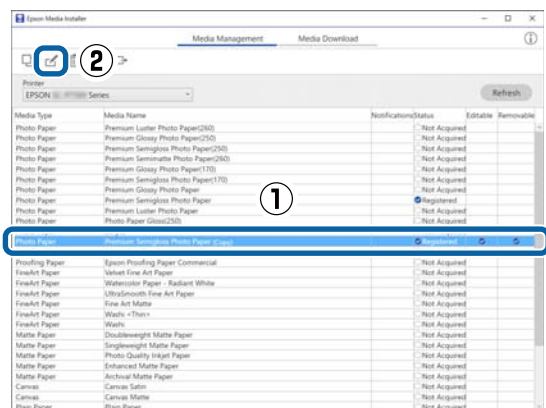 Epson Media Installer
Media Management Media Download
②
Printer
EPSON Series
Refresh
Media Type Media Name Notifications Status Editable Removable
Photo Paper Premium Luster Photo Paper(260) Not Acquired
Photo Paper Premium Glossy Photo Paper(250) Not Acquired
Photo Paper Premium Semigloss Photo Paper(250) Not Acquired
Photo Paper Premium Semimatte Photo Paper(260) Not Acquired
Photo Paper Premium Glossy Photo Paper(170) Not Acquired
Photo Paper Premium Semigloss Photo Paper(170) Not Acquired
Photo Paper Premium Glossy Photo Paper Not Acquired
Photo Paper Premium Semigloss Photo Paper Registered
Photo Paper Premium Luster Photo Paper Not Acquired
Photo Paper Photo Paper Gloss(250) Not Acquired
①
Photo Paper Premium Semigloss Photo Paper (Copy) Registered
Proofing Paper Epson Proofing Paper Commercial Not Acquired
FineArt Paper Velvet Fine Art Paper Not Acquired
FineArt Paper Watercolor Paper - Radiant White Not Acquired
FineArt Paper UltraSmooth Fine Art Paper Not Acquired
FineArt Paper Fine Art Matte Not Acquired
FineArt Paper Washi <Thin> Not Acquired
FineArt Paper Washi Not Acquired
Matte Paper Doubleweight Matte Paper Not Acquired
Matte Paper Singleweight Matte Paper Not Acquired
Matte Paper Photo Quality Inkjet Paper Not Acquired
Matte Paper Enhanced Matte Paper Not Acquired
Matte Paper Archival Matte Paper Not Acquired
Canvas Canvas Satin Not Acquired
Canvas Canvas Matte Not Acquired
Plain Paper Plain Paper Not Acquired